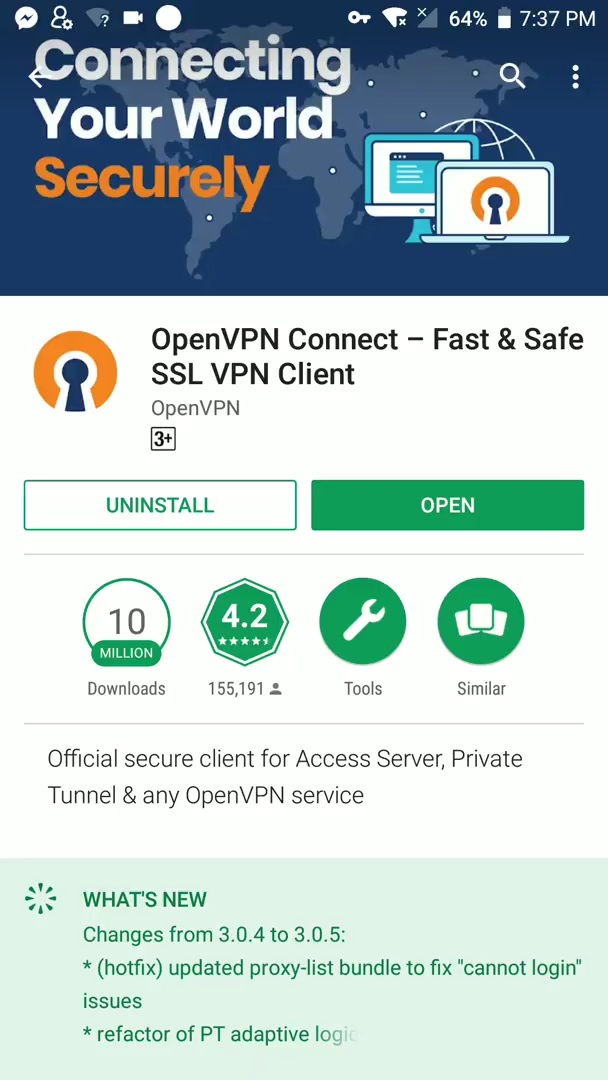 64% 7:37 PM
Connecting
Your World
Securely
OpenVPN Connect – Fast & Safe
SSL VPN Client
OpenVPN
3+
UNINSTALL
OPEN
10
MILLION
Downloads
4.2
155,191
Tools
Similar
Official secure client for Access Server, Private
Tunnel & any OpenVPN service
WHAT'S NEW
Changes from 3.0.4 to 3.0.5:
* (hotfix) updated proxy-list bundle to fix "cannot login"
issues
* refactor of PT adaptive logic